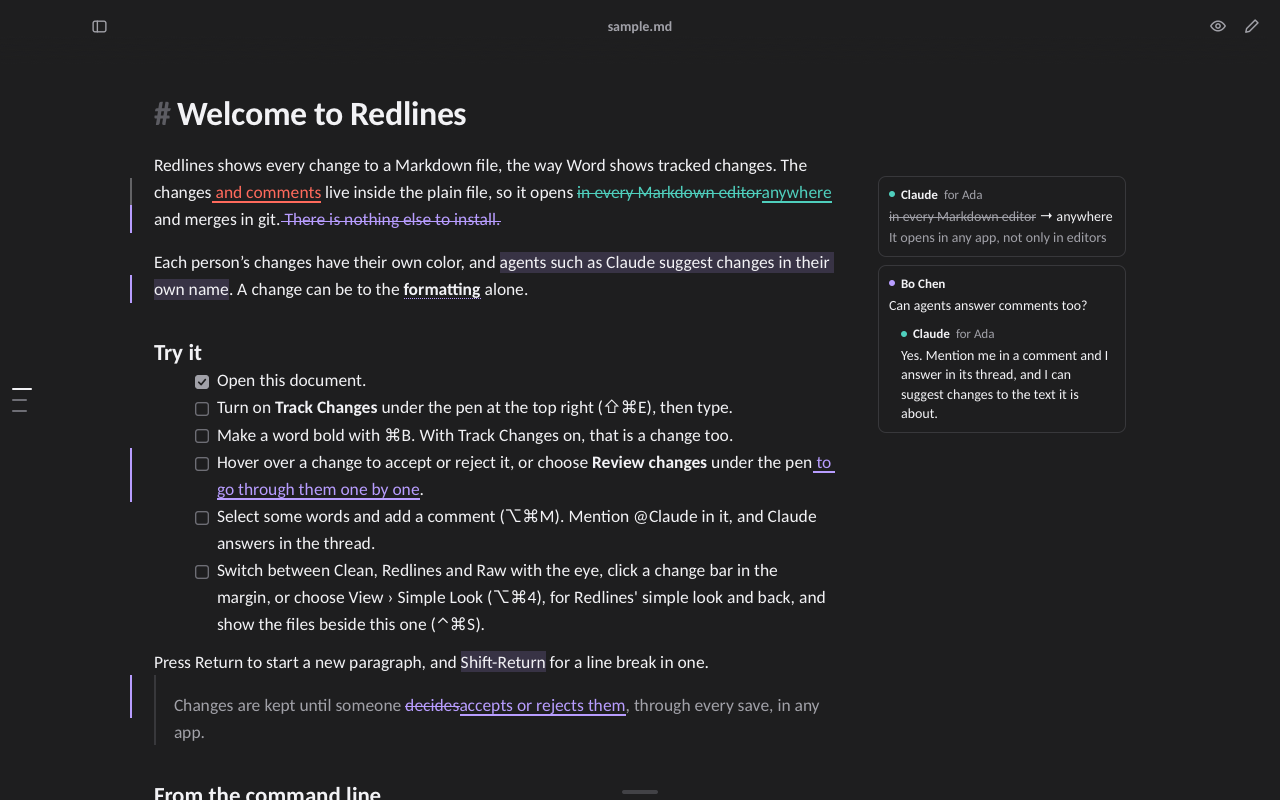 sample.md
# Welcome to Redlines
Redlines shows every change to a Markdown file, the way Word shows tracked changes. The
changes and comments live inside the plain file, so it opens in every Markdown editoranywhere
and merges in git. There is nothing else to install.
Each person’s changes have their own color, and agents such as Claude suggest changes in their
own name. A change can be to the formatting alone.
Try it
Open this document.
Turn on Track Changes under the pen at the top right (⇧⌘E), then type.
Make a word bold with ⌘B. With Track Changes on, that is a change too.
Hover over a change to accept or reject it, or choose Review changes under the pen to
go through them one by one.
Select some words and add a comment (⌥⌘M). Mention @Claude in it, and Claude
answers in the thread.
Switch between Clean, Redlines and Raw with the eye, click a change bar in the
margin, or choose View › Simple Look (⌥⌘4), for Redlines' simple look and back, and
show the files beside this one (^⌘S).
Press Return to start a new paragraph, and Shift-Return for a line break in one.
Changes are kept until someone decidesaccepts or rejects them, through every save, in any
app.
From the command line
Claude for Ada
in every Markdown editor → anywhere
It opens in any app, not only in editors
Bo Chen
Can agents answer comments too?
Claude for Ada
Yes. Mention me in a comment and I
answer in its thread, and I can
suggest changes to the text it is
about.